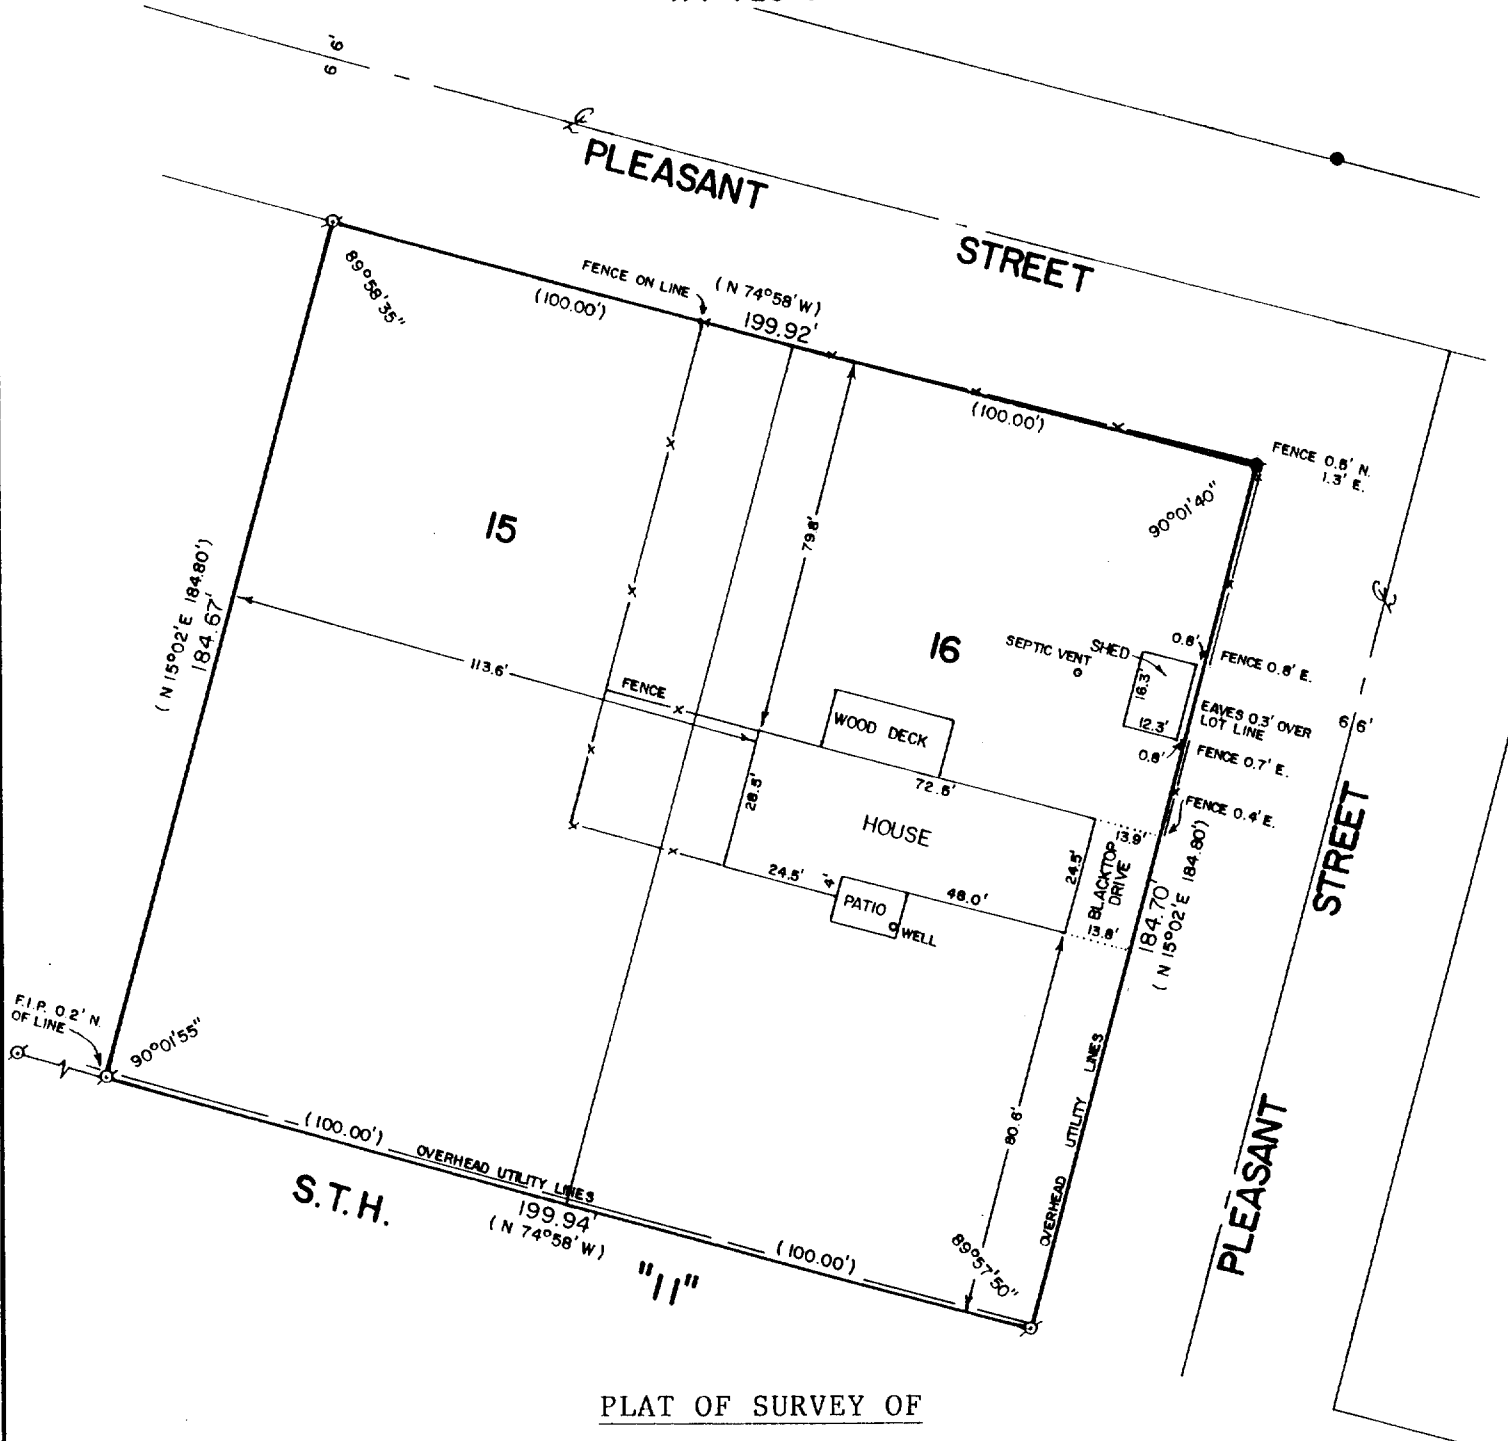 6'
6
PLEASANT
STREET
89°58'35"
FENCE ON LINE
(100.00')
(N 74°58'W)
199.92'
(100.00')
FENCE 0.5' N.
1.3' E.
90°01'40"
15
79.8'
(N 15°02'E 184.80')
184.67'
16
SEPTIC VENT
SHED
0.6'
FENCE 0.8' E.
113.6'
FENCE
16.3'
12.3'
EAVES 0.3' OVER
LOT LINE
66'
WOOD DECK
0.8'
FENCE 0.7' E.
28.5'
72.5'
FENCE 0.4' E.
HOUSE
13.9'
24.5'
4'
PATIO
48.0'
24.5'
BLACKTOP
DRIVE
13.8'
WELL
184.70'
(N 15°02'E 184.80')
STREET
F.I.P. 0.2' N.
OF LINE
90°01'55"
OVERHEAD UTILITY LINES
80.6'
(100.00')
OVERHEAD UTILITY LINES
PLEASANT
S.T.H.
199.94'
(N 74°58'W)
(100.00')
89°57'50"
"11"
PLAT OF SURVEY OF